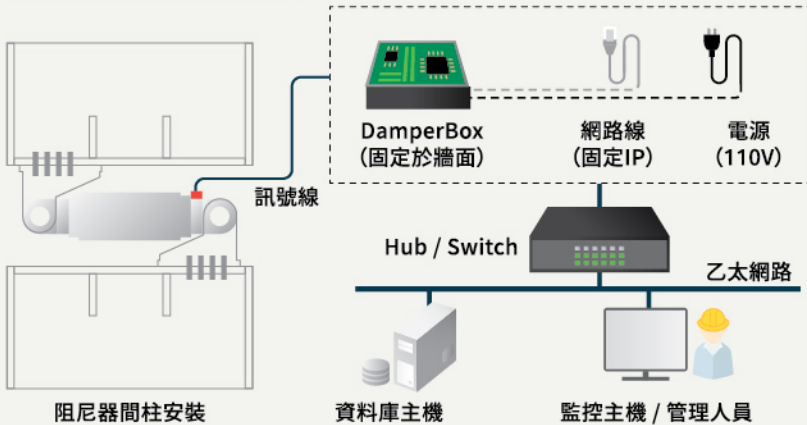 DamperBox
(固定於牆面)
網路線
(固定IP)
電源
(110V)
訊號線
Hub / Switch
乙太網路
阻尼器間柱安裝
資料庫主機
監控主機 / 管理人員